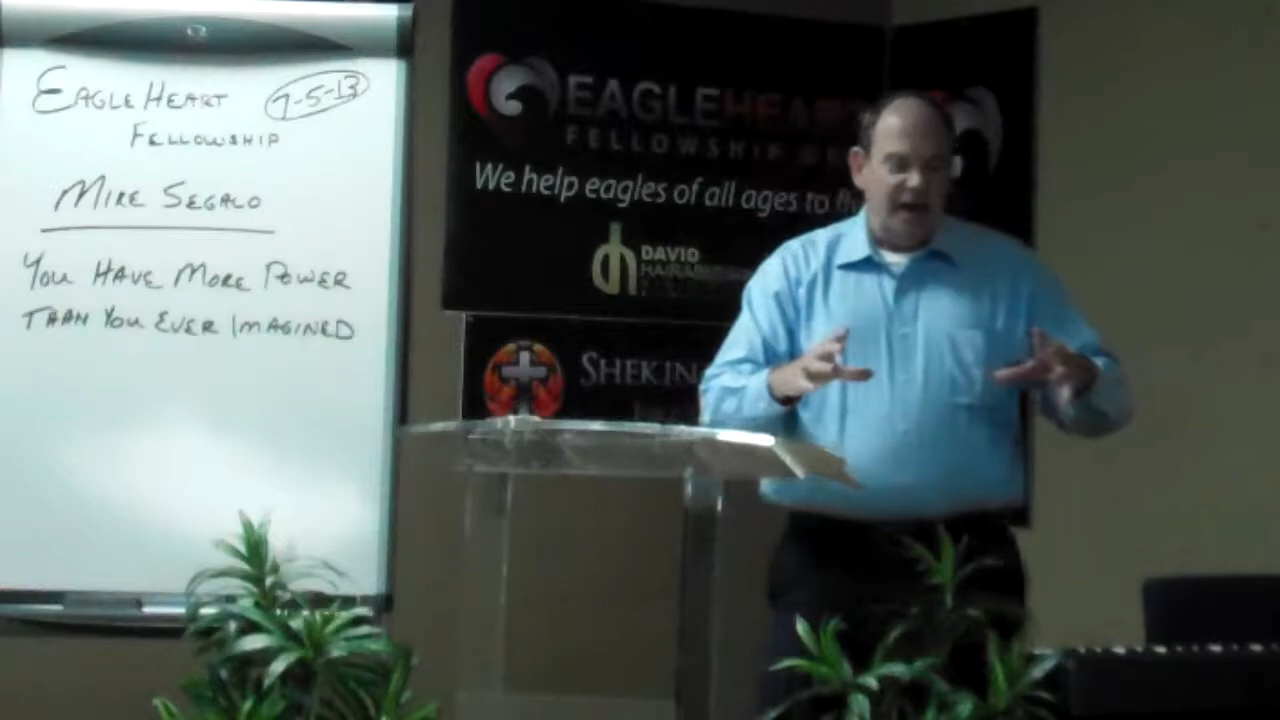 EAGLE HEART 7-5-13
FELLOWSHIP
MIKE SEGALO
YOU HAVE MORE POWER
THAN YOU EVER IMAGINED
EAGLEHEART
FELLOWSHIP
We help eagles of all ages to
DAVID
SHEKIN